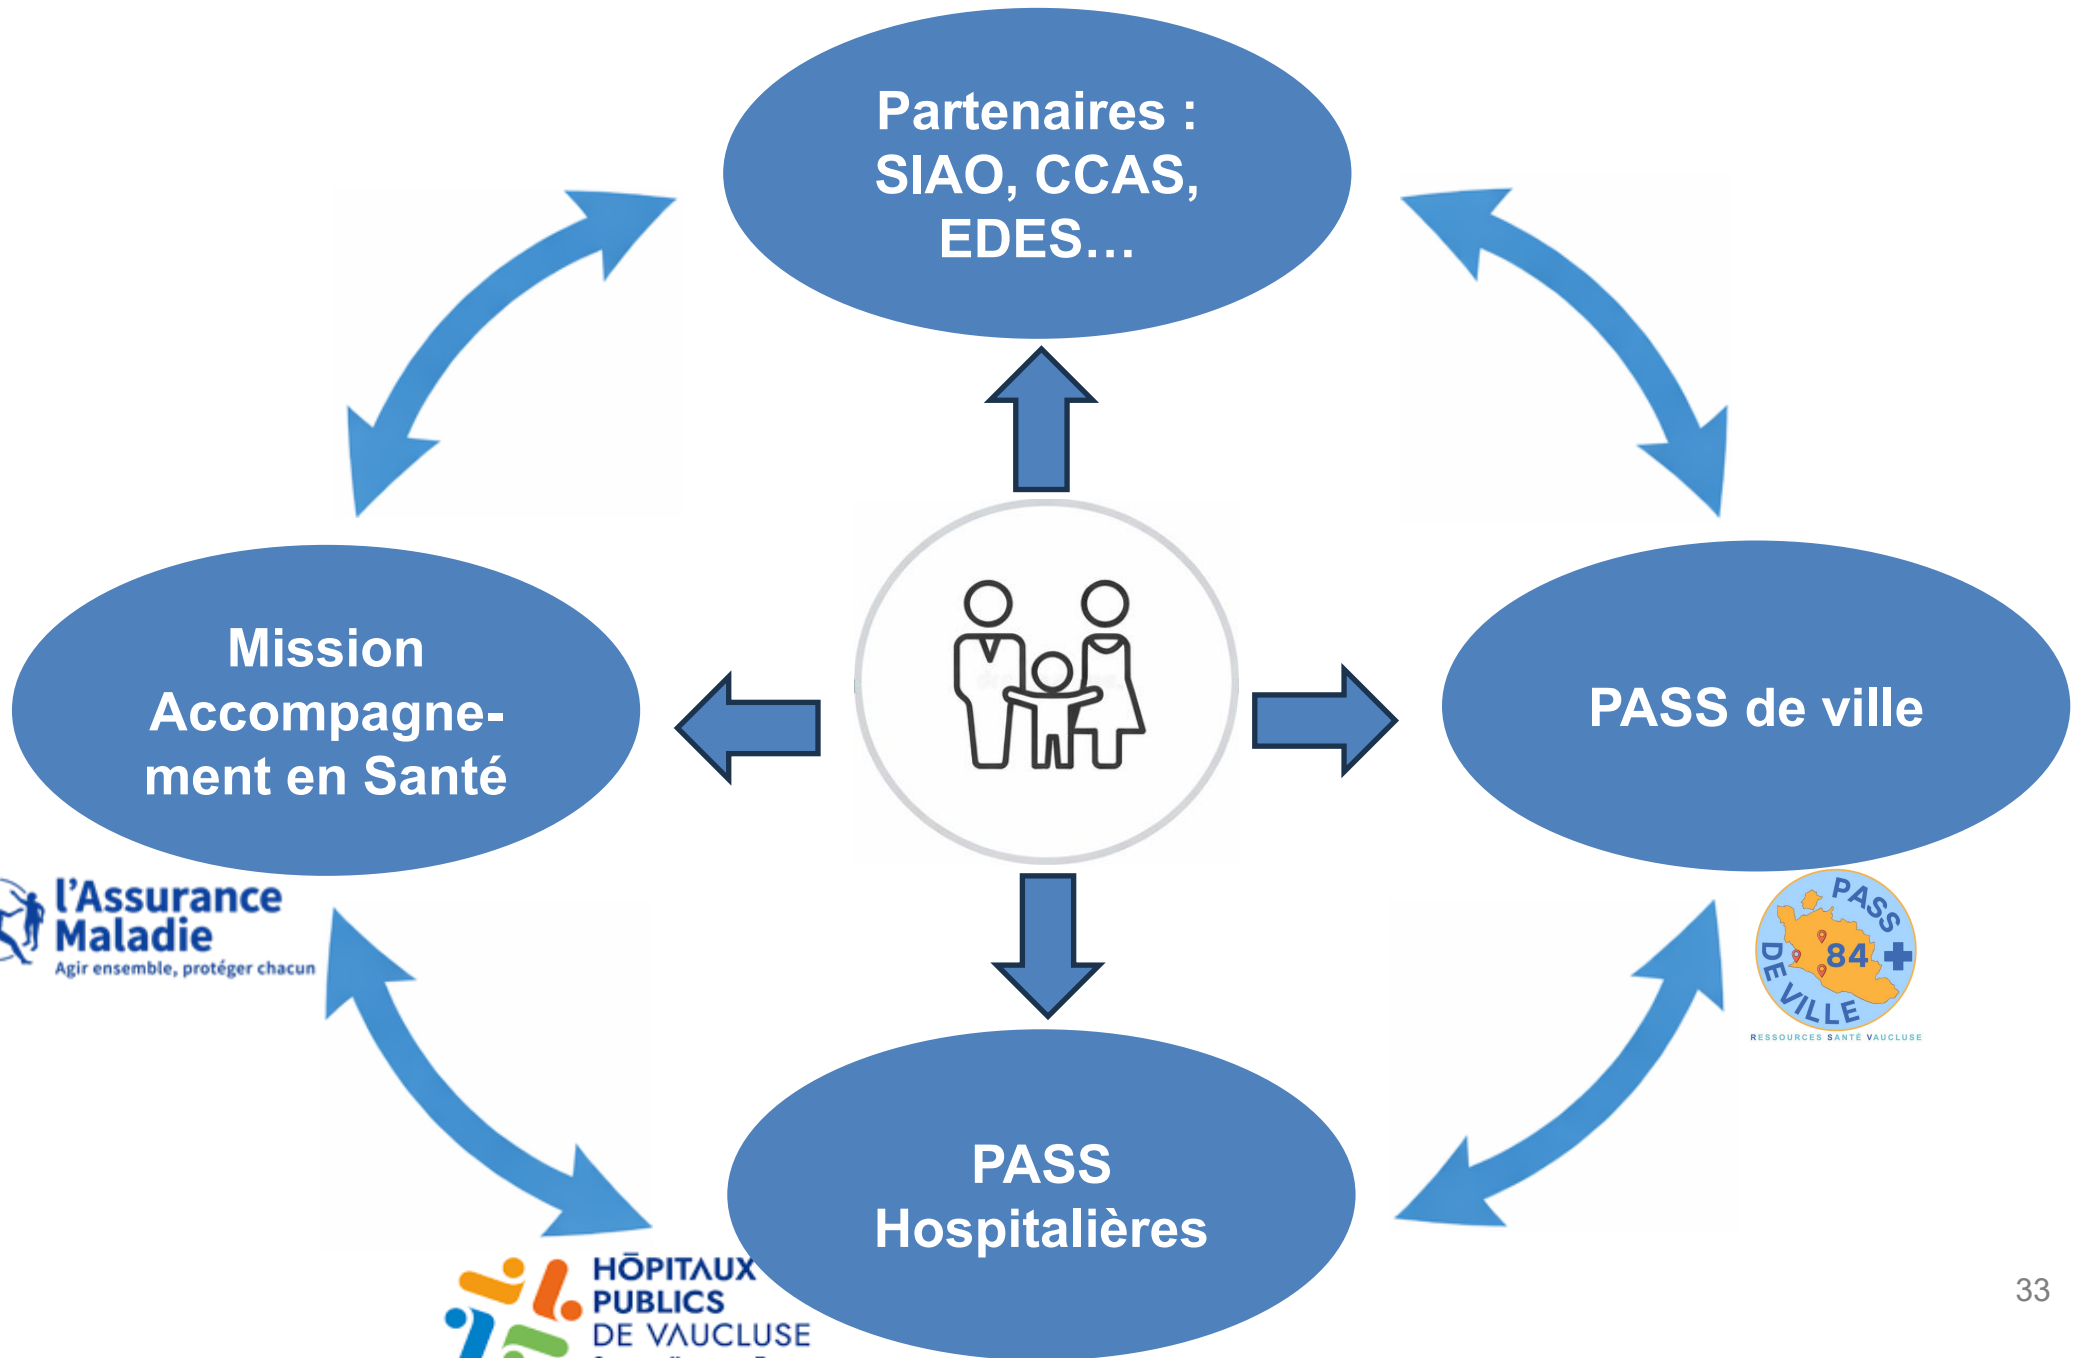 Partenaires :
SIAO, CCAS,
EDES…
Mission
Accompagne-
ment en Santé
PASS de ville
l'Assurance
Maladie
Agir ensemble, protéger chacun
PASS
84
DE VILLE
RESSOURCES SANTÉ VAUCLUSE
PASS
Hospitalières
HŌPITAUX
PUBLICS
DE VAUCLUSE
33